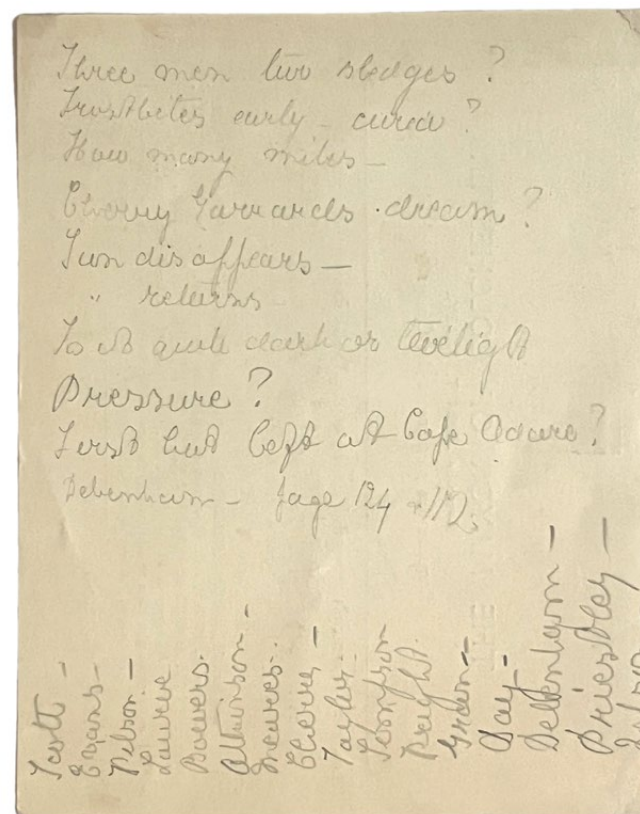 Three men two sledges ?
Frostbites early - cured ?
How many miles -
Cherry Garrards dream ?
Sun disappears -
" returns
Is it quite dark or twilight
Pressure ?
First hut left at Cape Adare ?
Debenham - page 124 - 112.
Scott -
Evans -
Wilson -
Laurie
Bowers.
Atkinson -
Meares.
Cherry -
Taylor.
Simpson
Wright.
Gran -
Day -
Debenham -
Priestley -